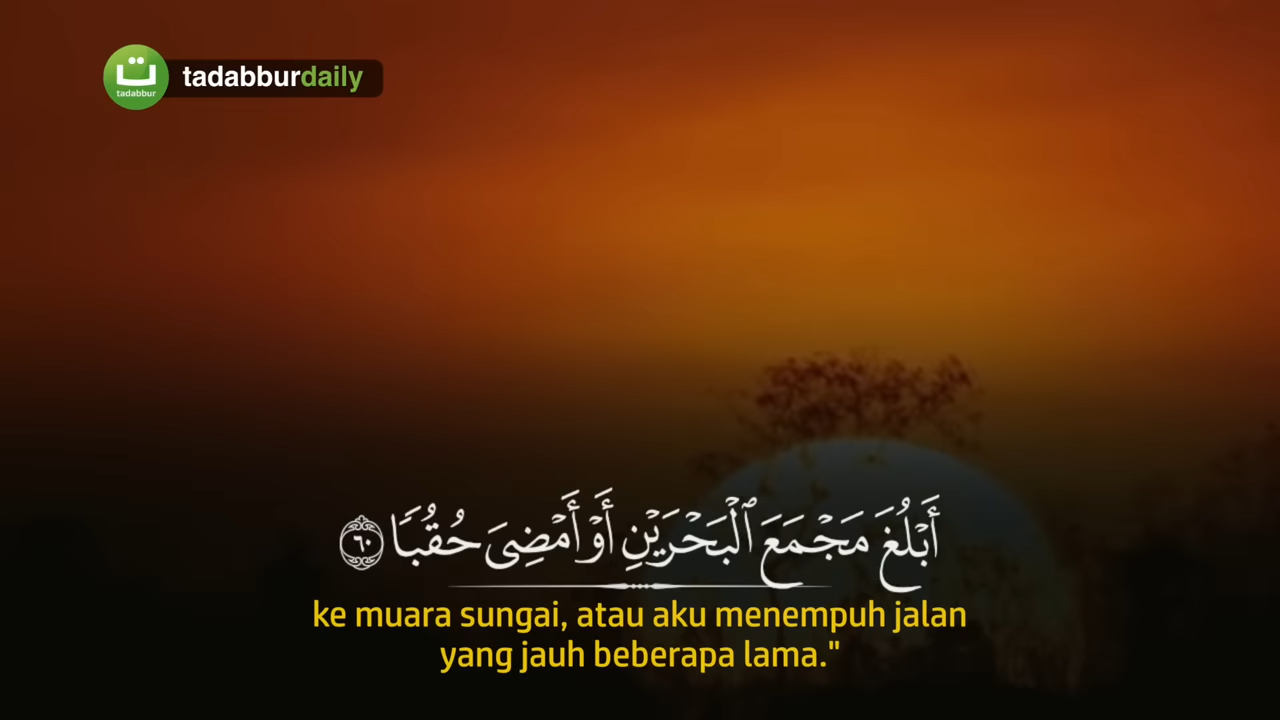 ت
tadabbur
tadabburdaily
أَبْلُغَ مَجْمَعَ ٱلْبَحْرَيْنِ أَوْ أَمْضِىَ حُقُبًا ٦٠
ke muara sungai, atau aku menempuh jalan
yang jauh beberapa lama."